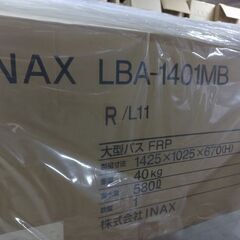 INAX LBA-1401MB
R/L11
大型バス FRP
1425×1025×670(H)
40kg
580ℓ
1
株式会社INAX